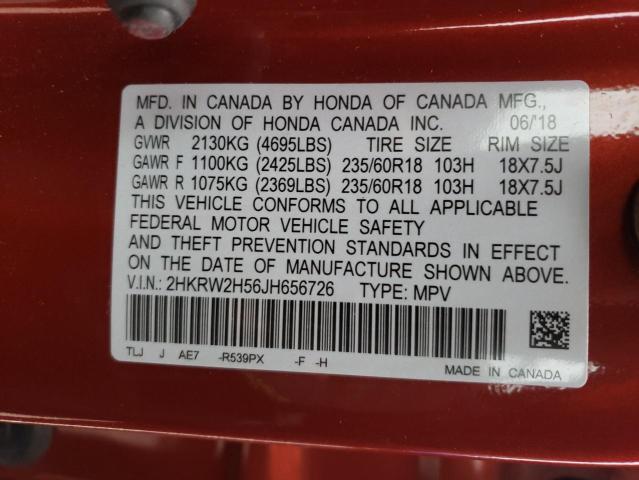 MFD. IN CANADA BY HONDA OF CANADA MFG.,
A DIVISION OF HONDA CANADA INC. 06/'18
GVWR 2130KG (4695LBS) TIRE SIZE RIM SIZE
GAWR F 1100KG (2425LBS) 235/60R18 103H 18X7.5J
GAWR R 1075KG (2369LBS) 235/60R18 103H 18X7.5J
THIS VEHICLE CONFORMS TO ALL APPLICABLE
FEDERAL MOTOR VEHICLE SAFETY
AND THEFT PREVENTION STANDARDS IN EFFECT
ON THE DATE OF MANUFACTURE SHOWN ABOVE.
V.I.N.: 2HKRW2H56JH656726 TYPE: MPV
TLJ J AE7 -R539PX -F -H
MADE IN CANADA